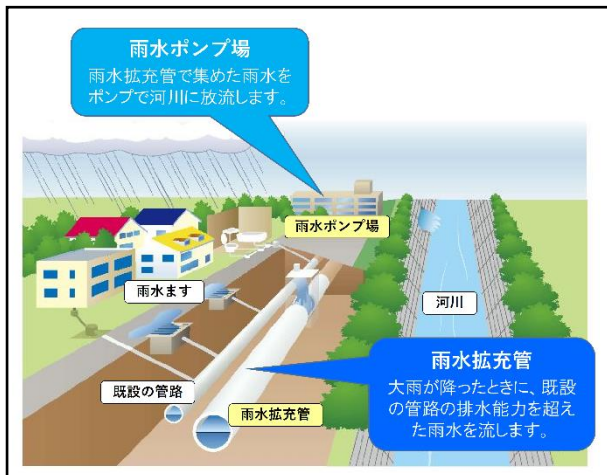 雨水ポンプ場
雨水拡充管で集めた雨水を
ポンプで河川に放流します。
雨水ポンプ場
雨水ます
河川
既設の管路
雨水拡充管
雨水拡充管
大雨が降ったときに、既設
の管路の排水能力を超え
た雨水を流します。